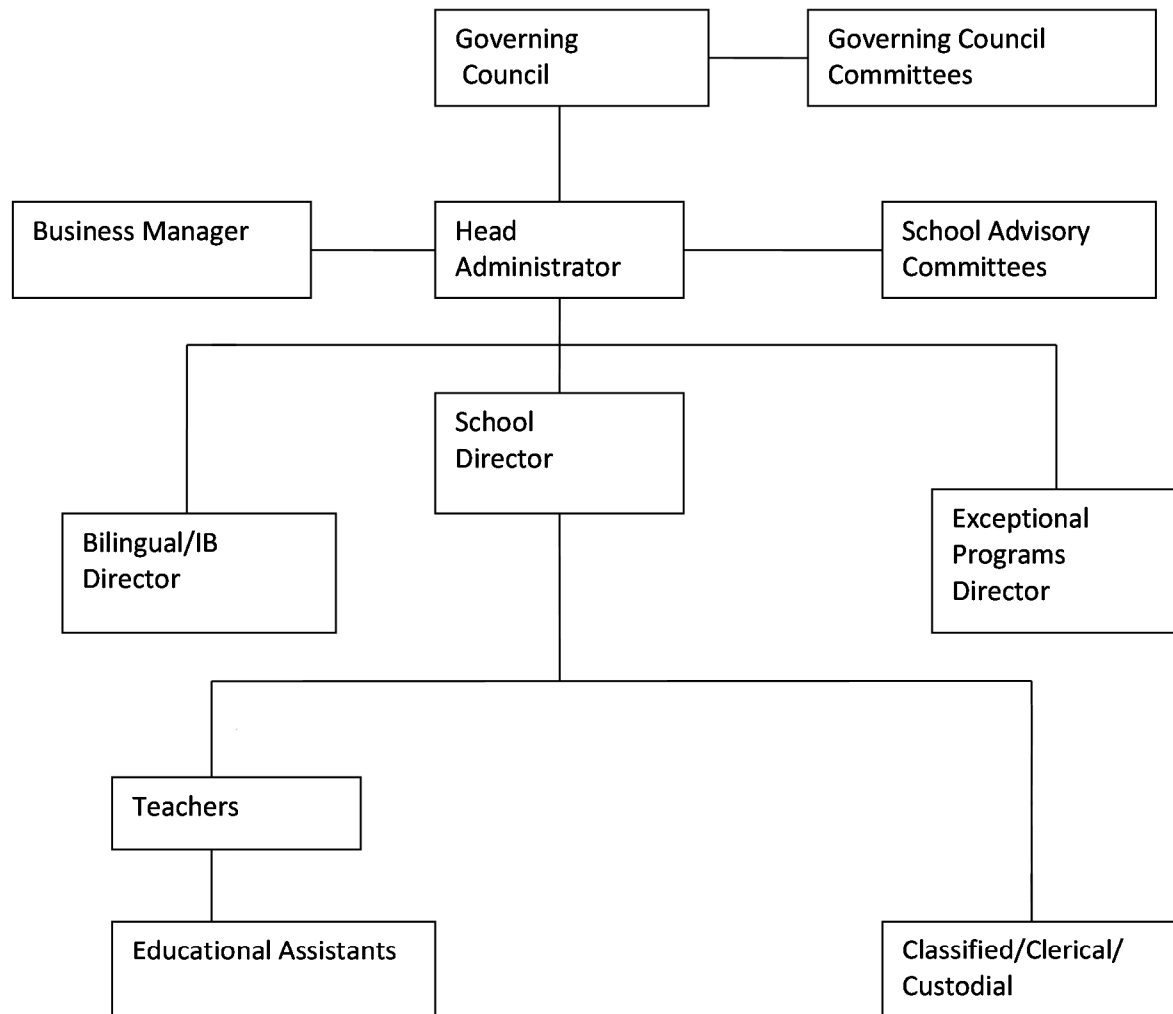 Governing
Council
Governing Council
Committees
Business Manager
Head
Administrator
School Advisory
Committees
School
Director
Bilingual/IB
Director
Exceptional
Programs
Director
Teachers
Educational Assistants
Classified/Clerical/
Custodial